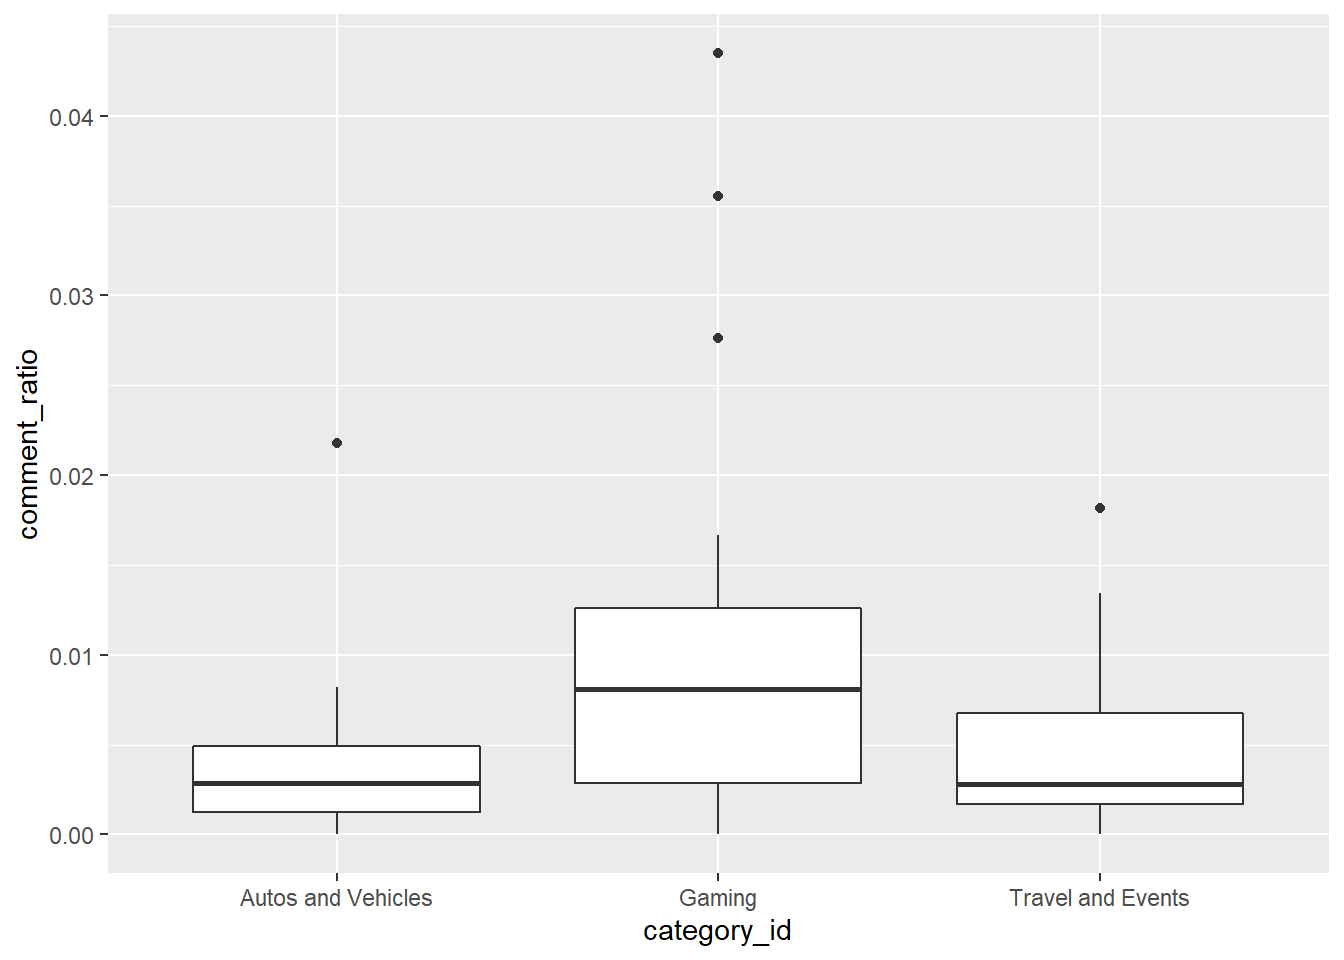 comment_ratio
0.04
0.03
0.02
0.01
0.00
Autos and Vehicles
Gaming
Travel and Events
category_id